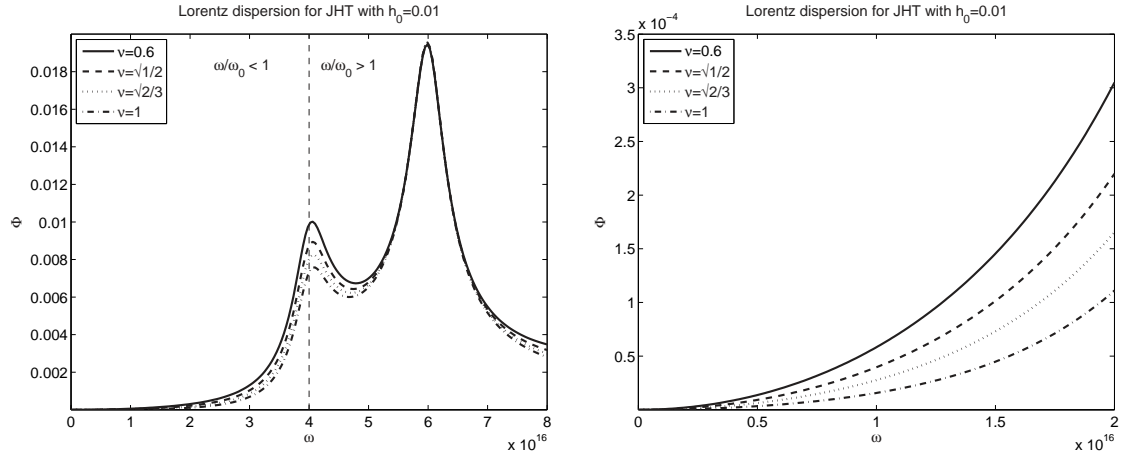 Lorentz dispersion for JHT with h_0=0.01
ν=0.6
ν=√1/2
ν=√2/3
ν=1
ω/ω_0 < 1
ω/ω_0 > 1
0.018
0.016
0.014
0.012
0.01
0.008
0.006
0.004
0.002
Φ
0 1 2 3 4 5 6 7 8
x 10^16
ω
Lorentz dispersion for JHT with h_0=0.01
x 10^−4
ν=0.6
ν=√1/2
ν=√2/3
ν=1
3.5
3
2.5
2
1.5
1
0.5
Φ
0 0.5 1 1.5 2
x 10^16
ω